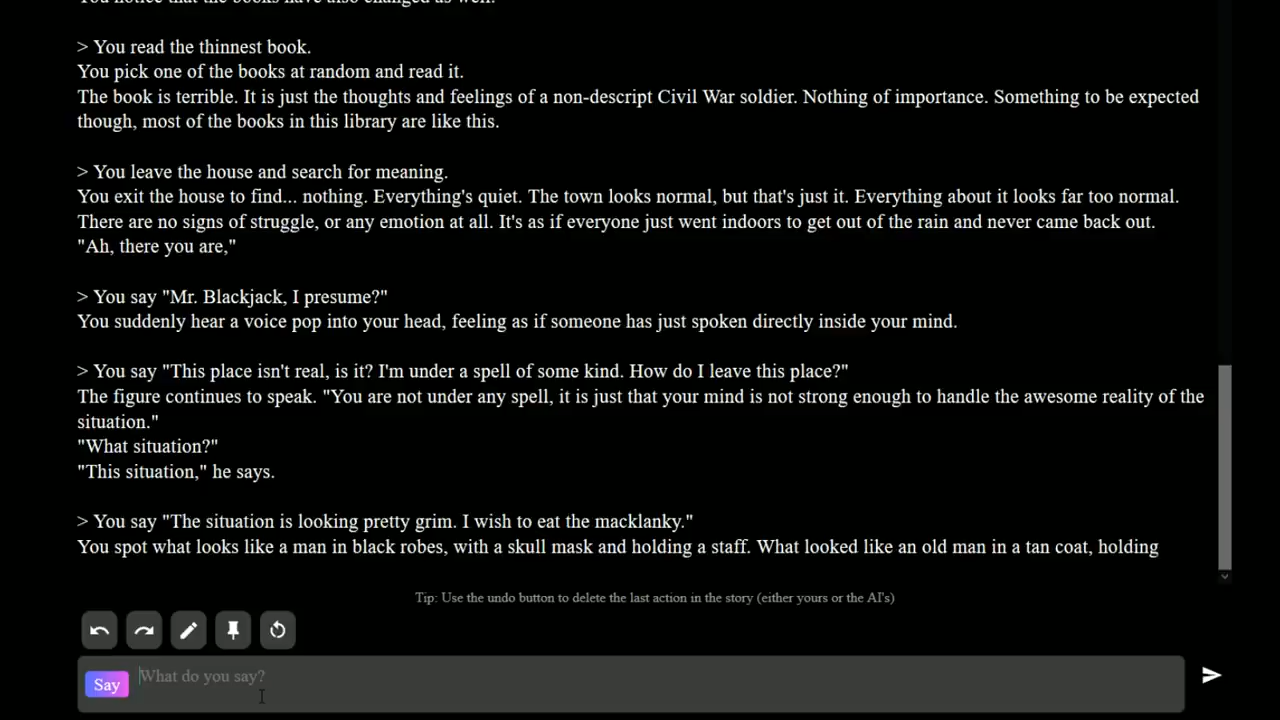 You notice that the books have also changed as well.
> You read the thinnest book.
You pick one of the books at random and read it.
The book is terrible. It is just the thoughts and feelings of a non-descript Civil War soldier. Nothing of importance. Something to be expected
though, most of the books in this library are like this.
> You leave the house and search for meaning.
You exit the house to find... nothing. Everything's quiet. The town looks normal, but that's just it. Everything about it looks far too normal.
There are no signs of struggle, or any emotion at all. It's as if everyone just went indoors to get out of the rain and never came back out.
"Ah, there you are,"
> You say "Mr. Blackjack, I presume?"
You suddenly hear a voice pop into your head, feeling as if someone has just spoken directly inside your mind.
> You say "This place isn't real, is it? I'm under a spell of some kind. How do I leave this place?"
The figure continues to speak. "You are not under any spell, it is just that your mind is not strong enough to handle the awesome reality of the
situation."
"What situation?"
"This situation," he says.
> You say "The situation is looking pretty grim. I wish to eat the macklanky."
You spot what looks like a man in black robes, with a skull mask and holding a staff. What looked like an old man in a tan coat, holding
Tip: Use the undo button to delete the last action in the story (either yours or the AI's)
Say
What do you say?